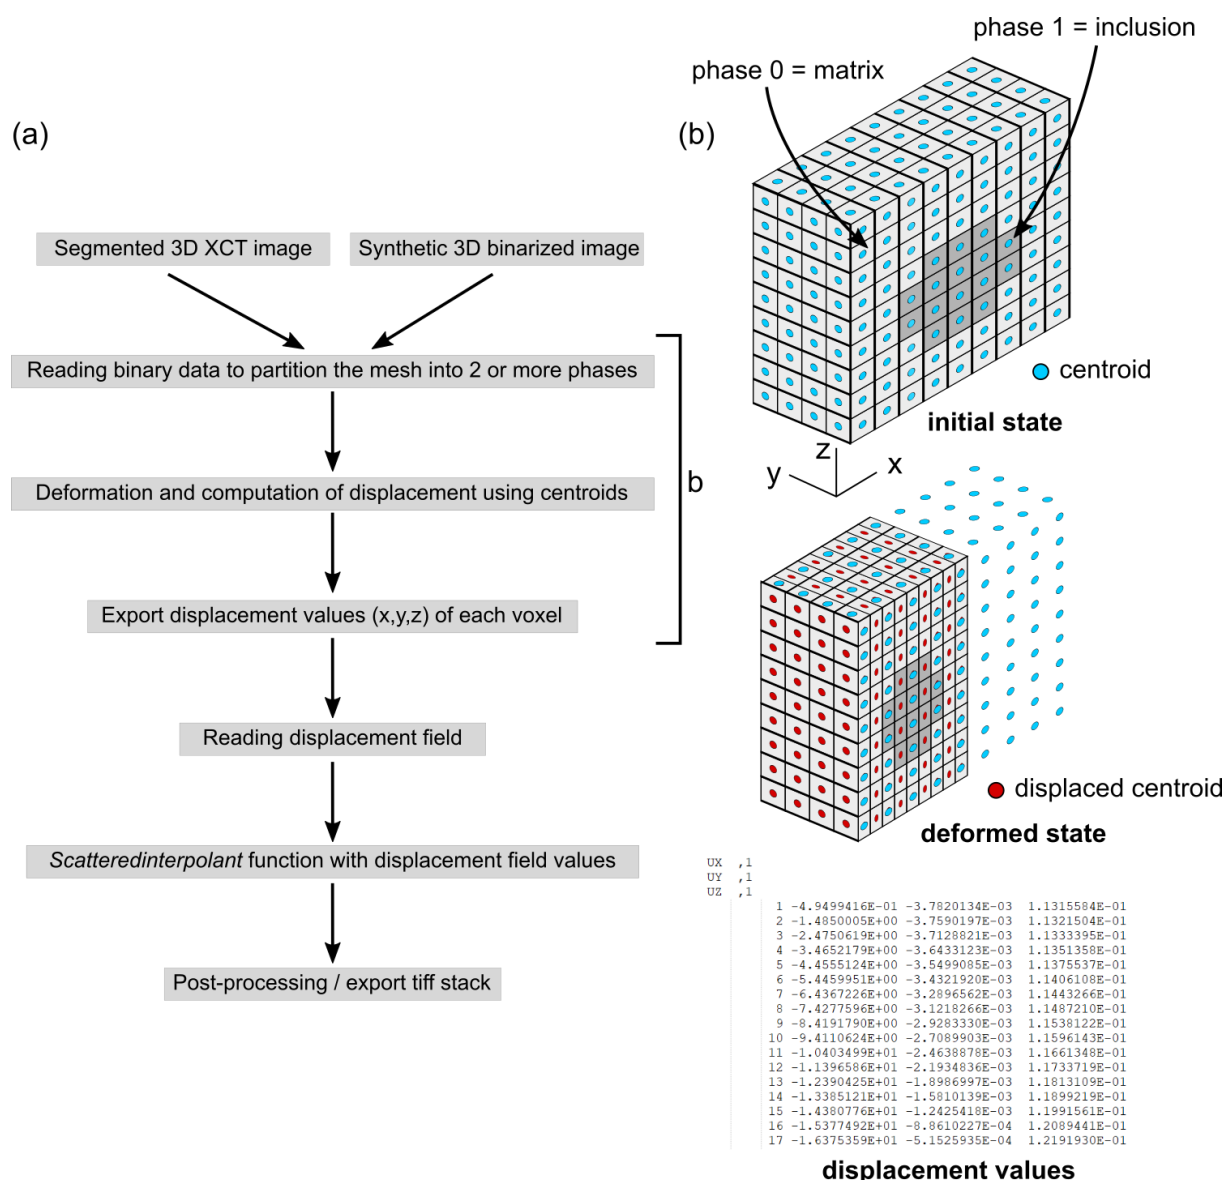 (a)
Segmented 3D XCT image
Synthetic 3D binarized image
Reading binary data to partition the mesh into 2 or more phases
Deformation and computation of displacement using centroids
Export displacement values (x,y,z) of each voxel
b
Reading displacement field
Scatteredinterpolant function with displacement field values
Post-processing / export tiff stack
(b)
phase 1 = inclusion
phase 0 = matrix
centroid
initial state
z
y
x
displaced centroid
deformed state
UX ,1
UY ,1
UZ ,1
1 -4.9499416E-01 -3.7820134E-03 1.1315584E-01
2 -1.4850005E+00 -3.7590197E-03 1.1321504E-01
3 -2.4750619E+00 -3.7128821E-03 1.1333395E-01
4 -3.4652179E+00 -3.6433123E-03 1.1351358E-01
5 -4.4555124E+00 -3.5499085E-03 1.1375537E-01
6 -5.4459951E+00 -3.4321920E-03 1.1406108E-01
7 -6.4367226E+00 -3.2896562E-03 1.1443266E-01
8 -7.4277596E+00 -3.1218266E-03 1.1487210E-01
9 -8.4191790E+00 -2.9283330E-03 1.1538122E-01
10 -9.4110624E+00 -2.7089903E-03 1.1596143E-01
11 -1.0403499E+01 -2.4638878E-03 1.1661348E-01
12 -1.1396586E+01 -2.1934836E-03 1.1733719E-01
13 -1.2390425E+01 -1.8986997E-03 1.1813109E-01
14 -1.3385121E+01 -1.5810139E-03 1.1899219E-01
15 -1.4380776E+01 -1.2425418E-03 1.1991561E-01
16 -1.5377492E+01 -8.8610227E-04 1.2089441E-01
17 -1.6375359E+01 -5.1525935E-04 1.2191930E-01
displacement values